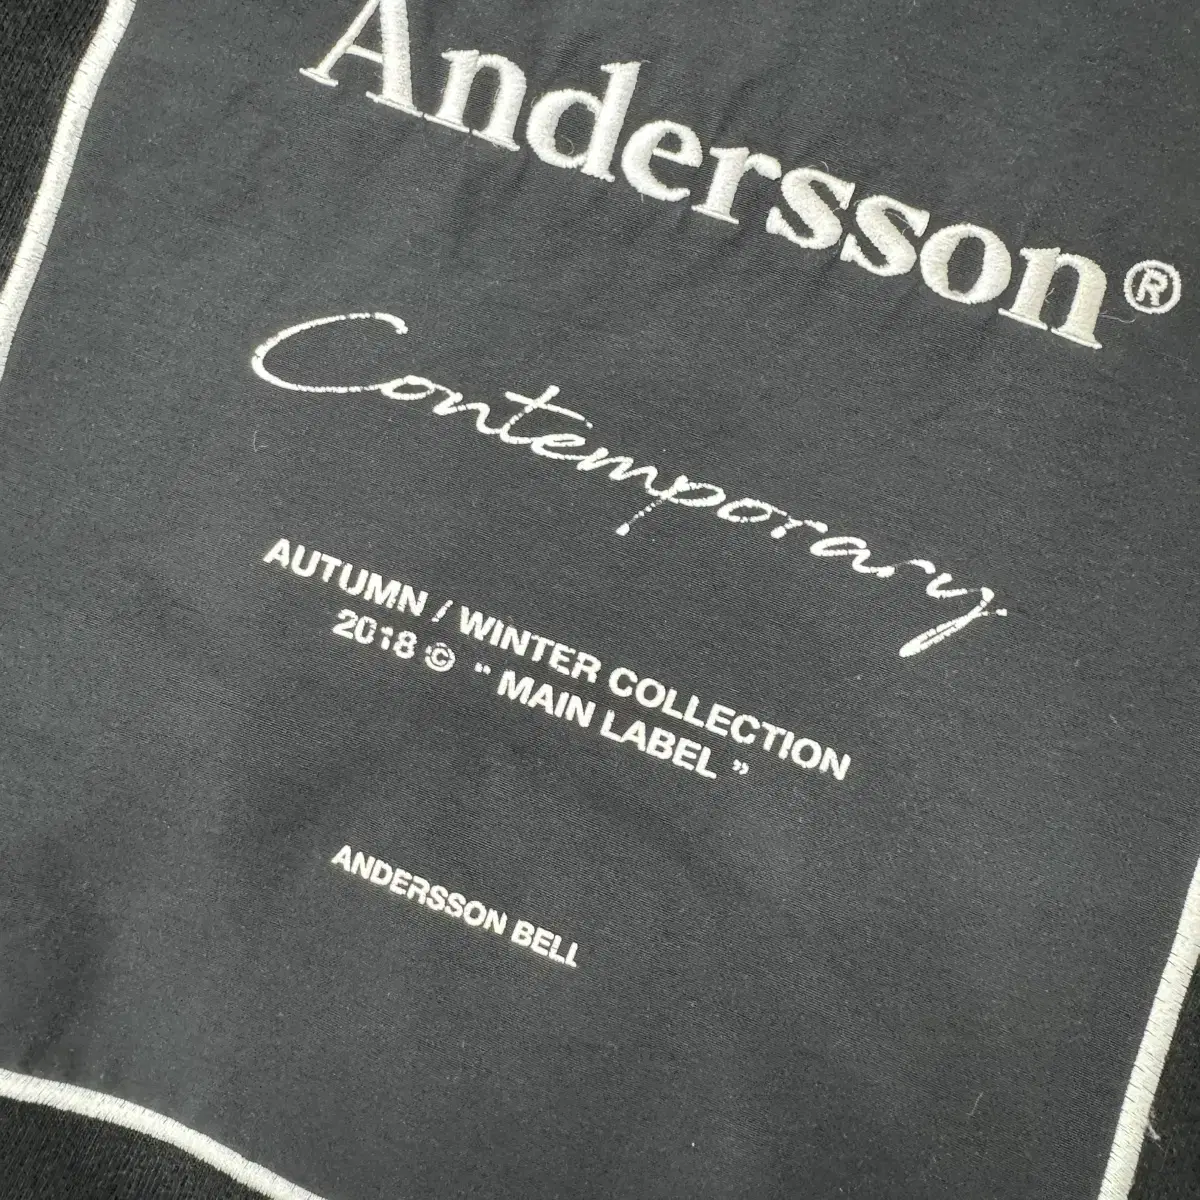 Andersson®
Contemporary
AUTUMN / WINTER COLLECTION
2018 © " MAIN LABEL "
ANDERSSON BELL